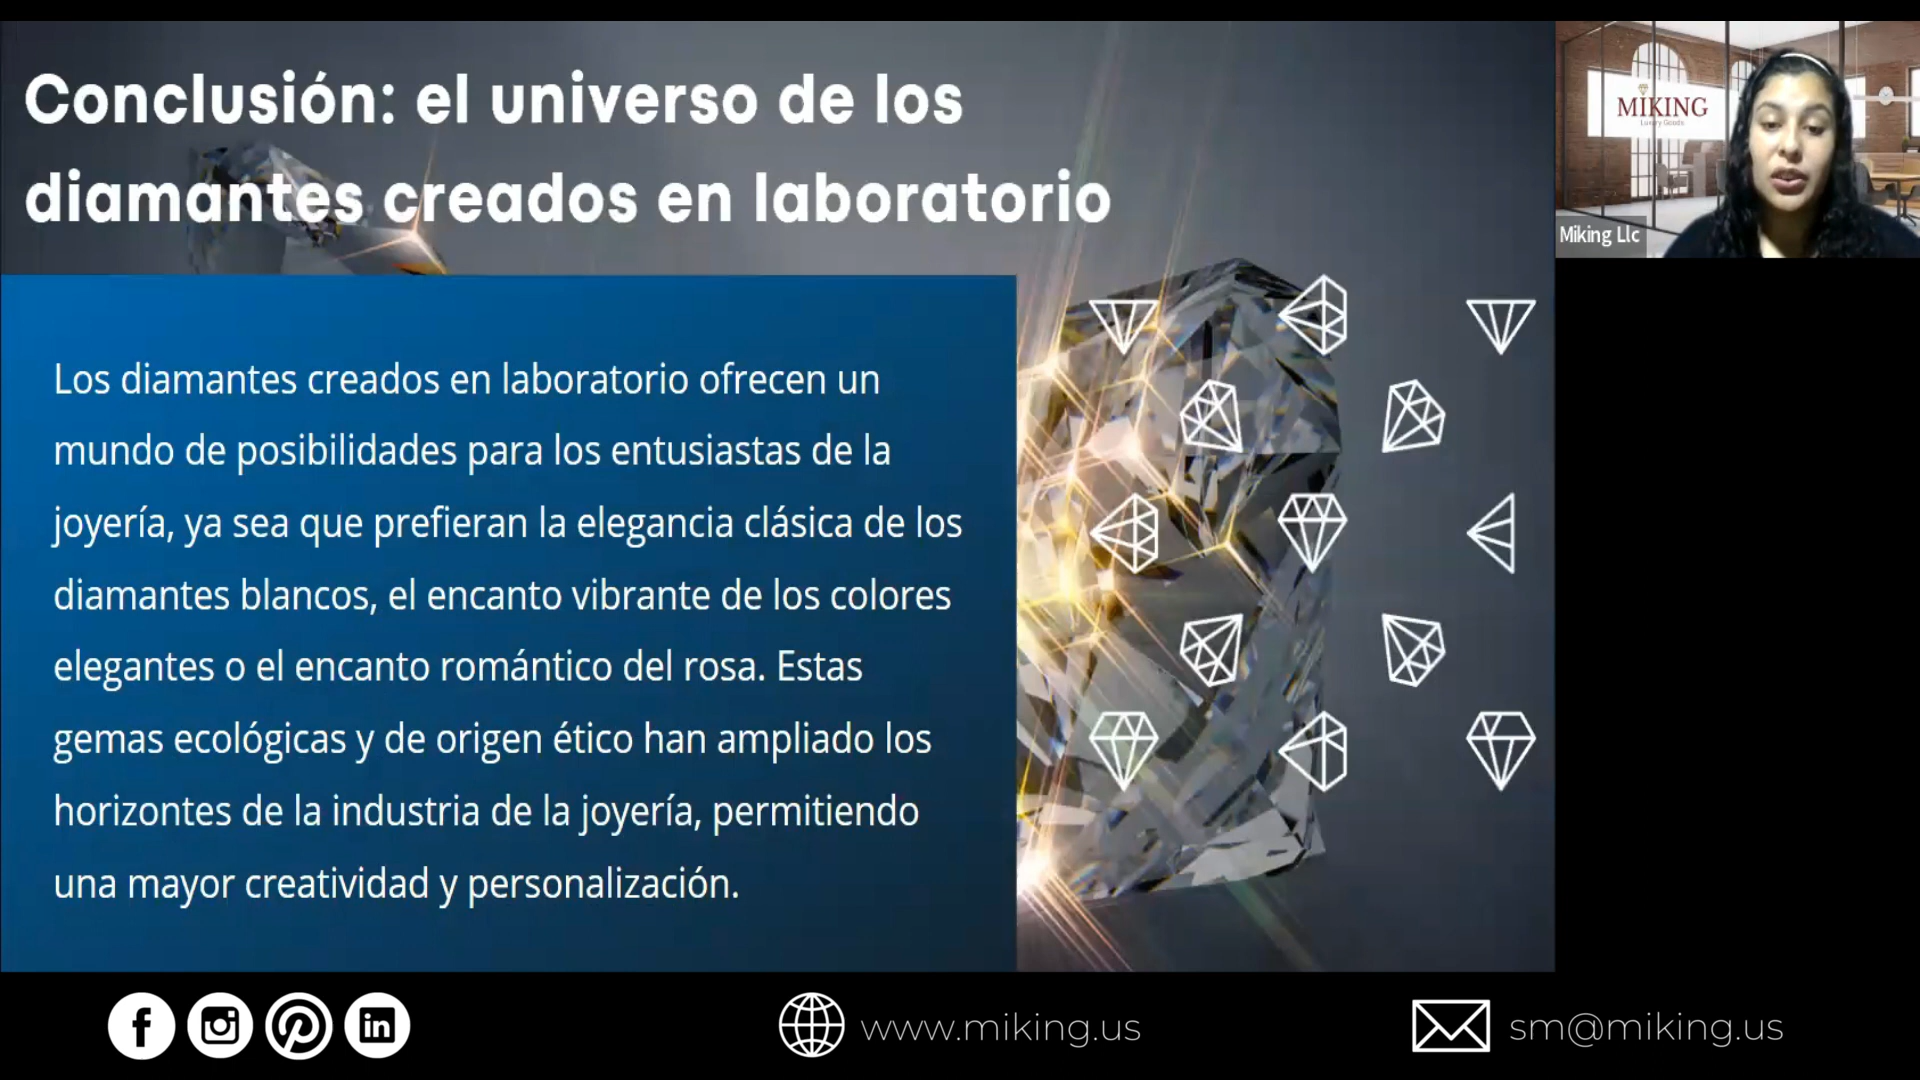 Conclusión: el universo de los
diamantes creados en laboratorio
MIKING
Luxury Goods
Miking Llc
Los diamantes creados en laboratorio ofrecen un
mundo de posibilidades para los entusiastas de la
joyería, ya sea que prefieran la elegancia clásica de los
diamantes blancos, el encanto vibrante de los colores
elegantes o el encanto romántico del rosa. Estas
gemas ecológicas y de origen ético han ampliado los
horizontes de la industria de la joyería, permitiendo
una mayor creatividad y personalización.
www.miking.us
sm@miking.us